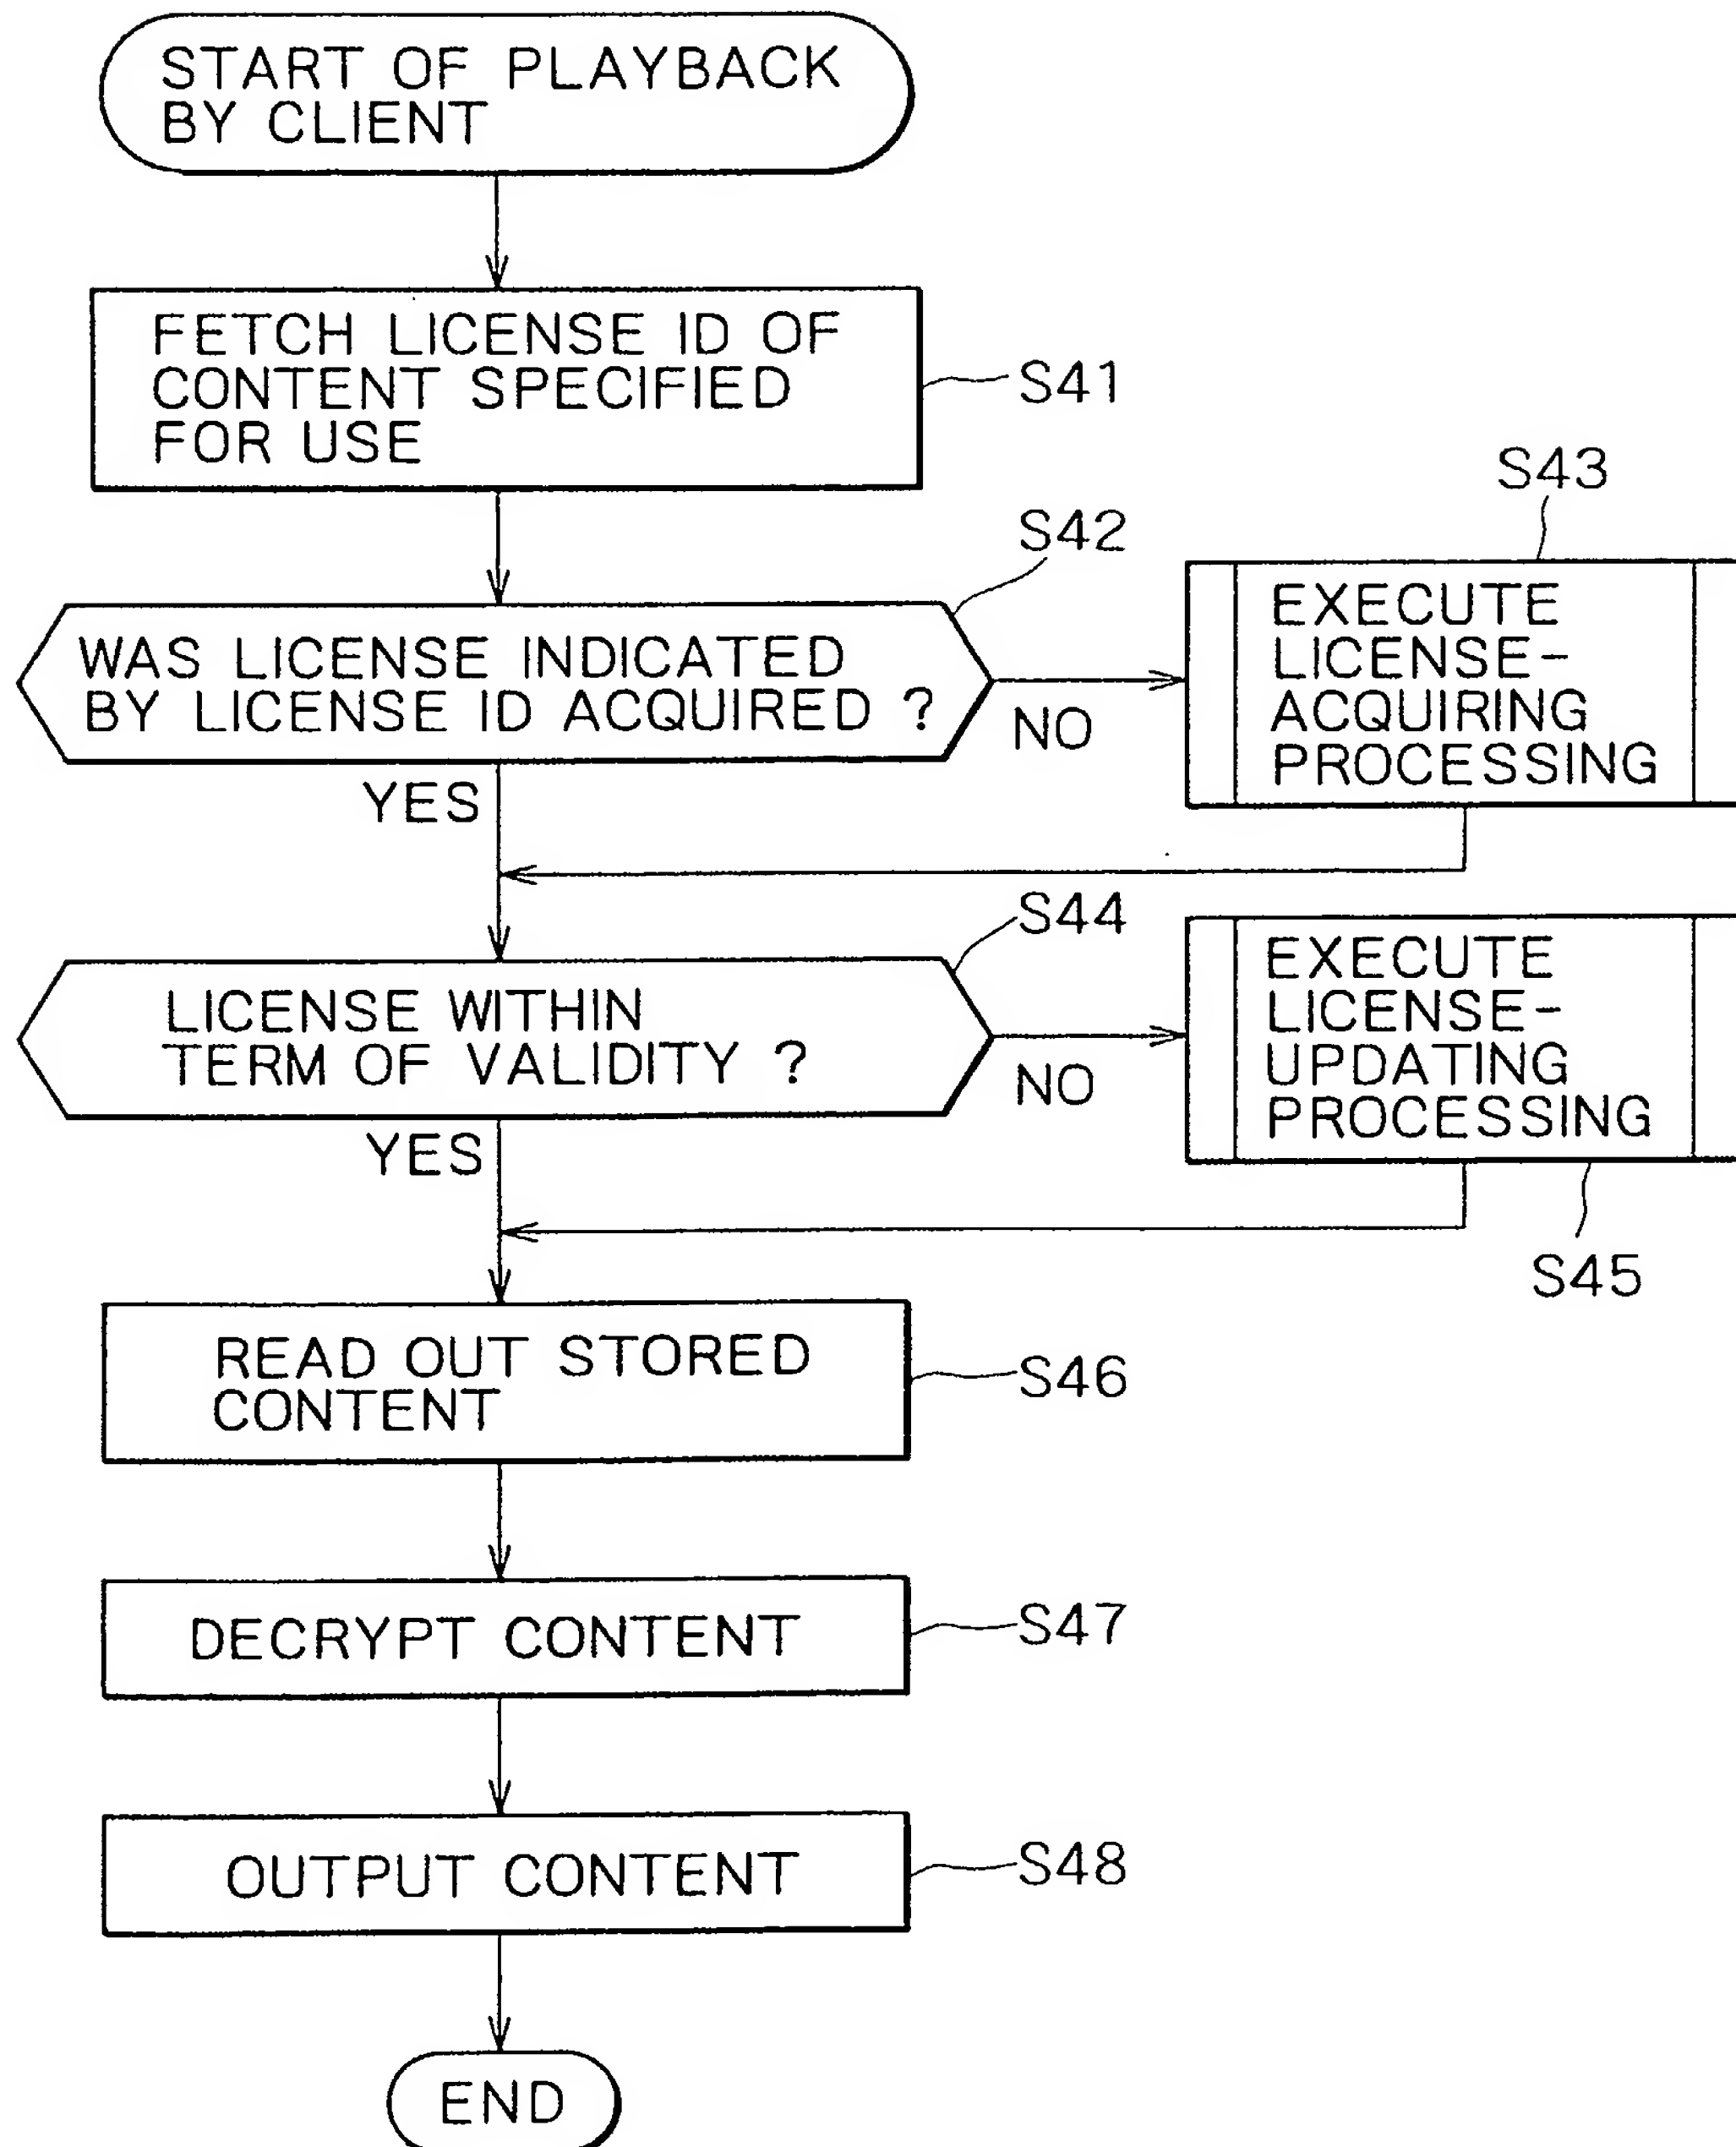 START OF PLAYBACK
BY CLIENT
FETCH LICENSE ID OF
CONTENT SPECIFIED
FOR USE
S41
S42
WAS LICENSE INDICATED
BY LICENSE ID ACQUIRED ?
NO
YES
S43
EXECUTE
LICENSE-
ACQUIRING
PROCESSING
S44
LICENSE WITHIN
TERM OF VALIDITY ?
NO
YES
EXECUTE
LICENSE-
UPDATING
PROCESSING
S45
READ OUT STORED
CONTENT
S46
DECRYPT CONTENT
S47
OUTPUT CONTENT
S48
END